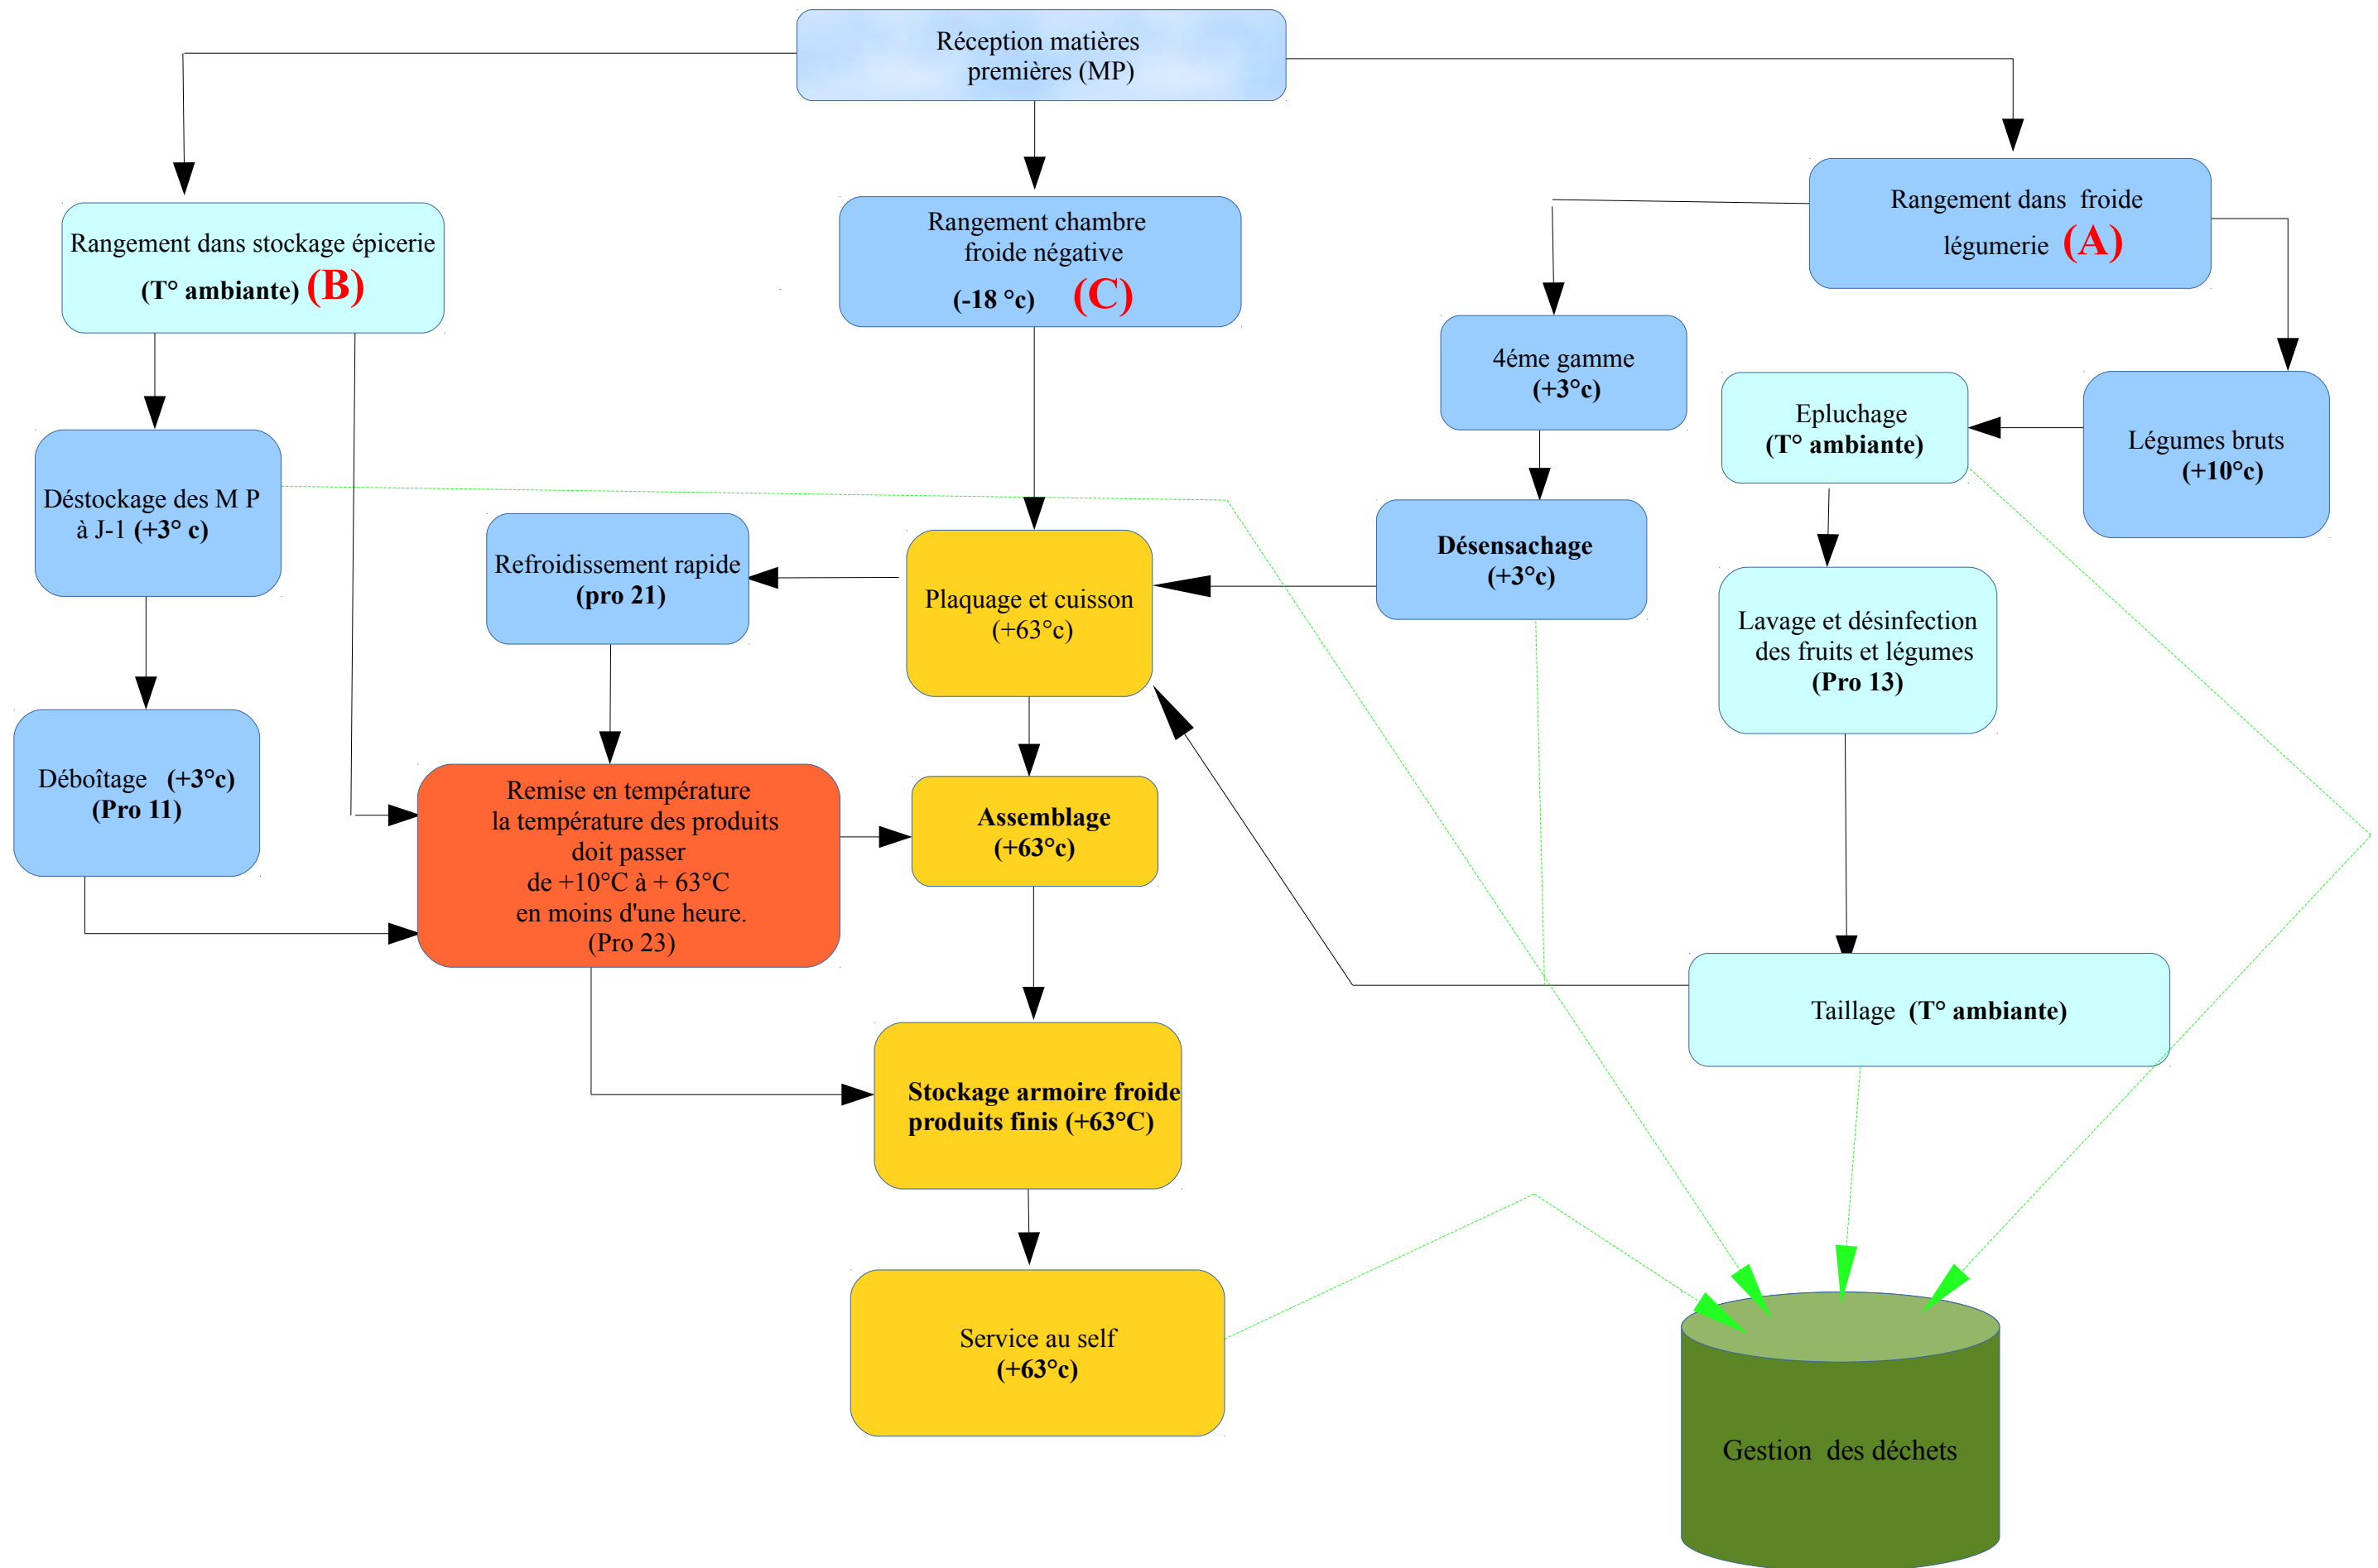 Réception matières
premières (MP)
Rangement dans stockage épicerie
(T° ambiante) (B)
Rangement chambre
froide négative
(-18 °c) (C)
Rangement dans froide
légumerie (A)
4éme gamme
(+3°c)
Epluchage
(T° ambiante)
Légumes bruts
(+10°c)
Déstockage des M P
à J-1 (+3° c)
Refroidissement rapide
(pro 21)
Plaquage et cuisson
(+63°c)
Désensachage
(+3°c)
Lavage et désinfection
des fruits et légumes
(Pro 13)
Déboîtage (+3°c)
(Pro 11)
Remise en température
la température des produits
doit passer
de +10°C à + 63°C
en moins d'une heure.
(Pro 23)
Assemblage
(+63°c)
Taillage (T° ambiante)
Stockage armoire froide
produits finis (+63°C)
Service au self
(+63°c)
Gestion des déchets